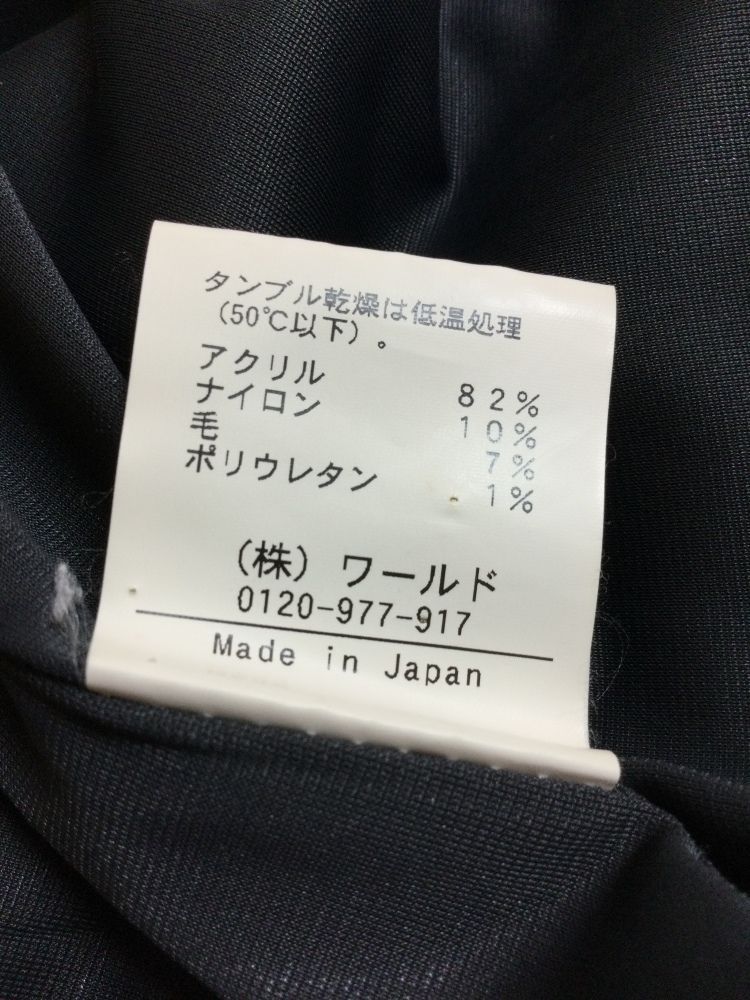 タンブル乾燥は低温処理
（50℃以下）。
アクリル 82%
ナイロン 10%
毛 7%
ポリウレタン 1%
（株）ワールド
0120-977-917
Made in Japan